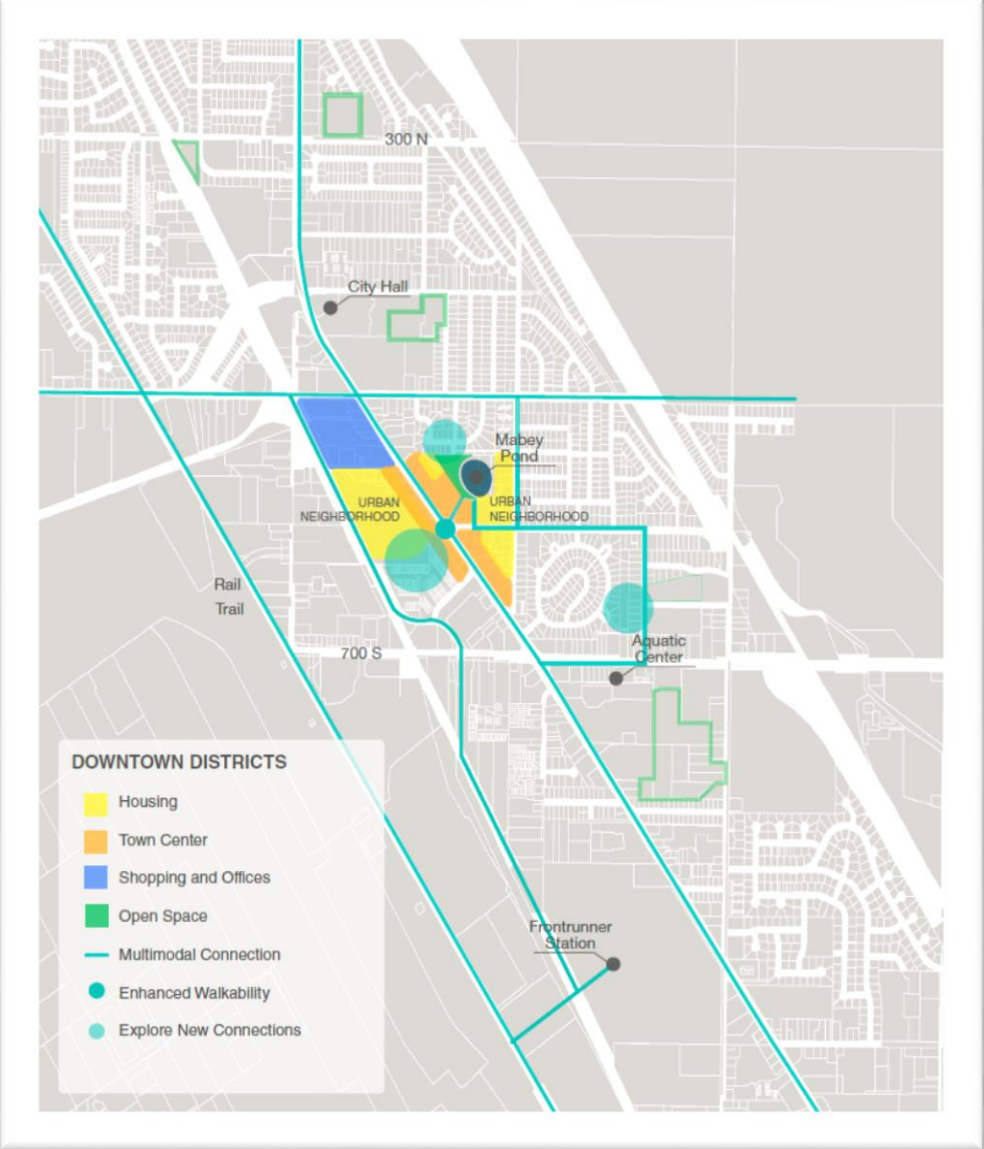 300 N
City Hall
Mabey
Pond
URBAN
NEIGHBORHOOD
URBAN
NEIGHBORHOOD
Rail
Trail
Aquatic
Center
700 S
DOWNTOWN DISTRICTS
Housing
Town Center
Shopping and Offices
Open Space
Multimodal Connection
Enhanced Walkability
Explore New Connections
Frontrunner
Station